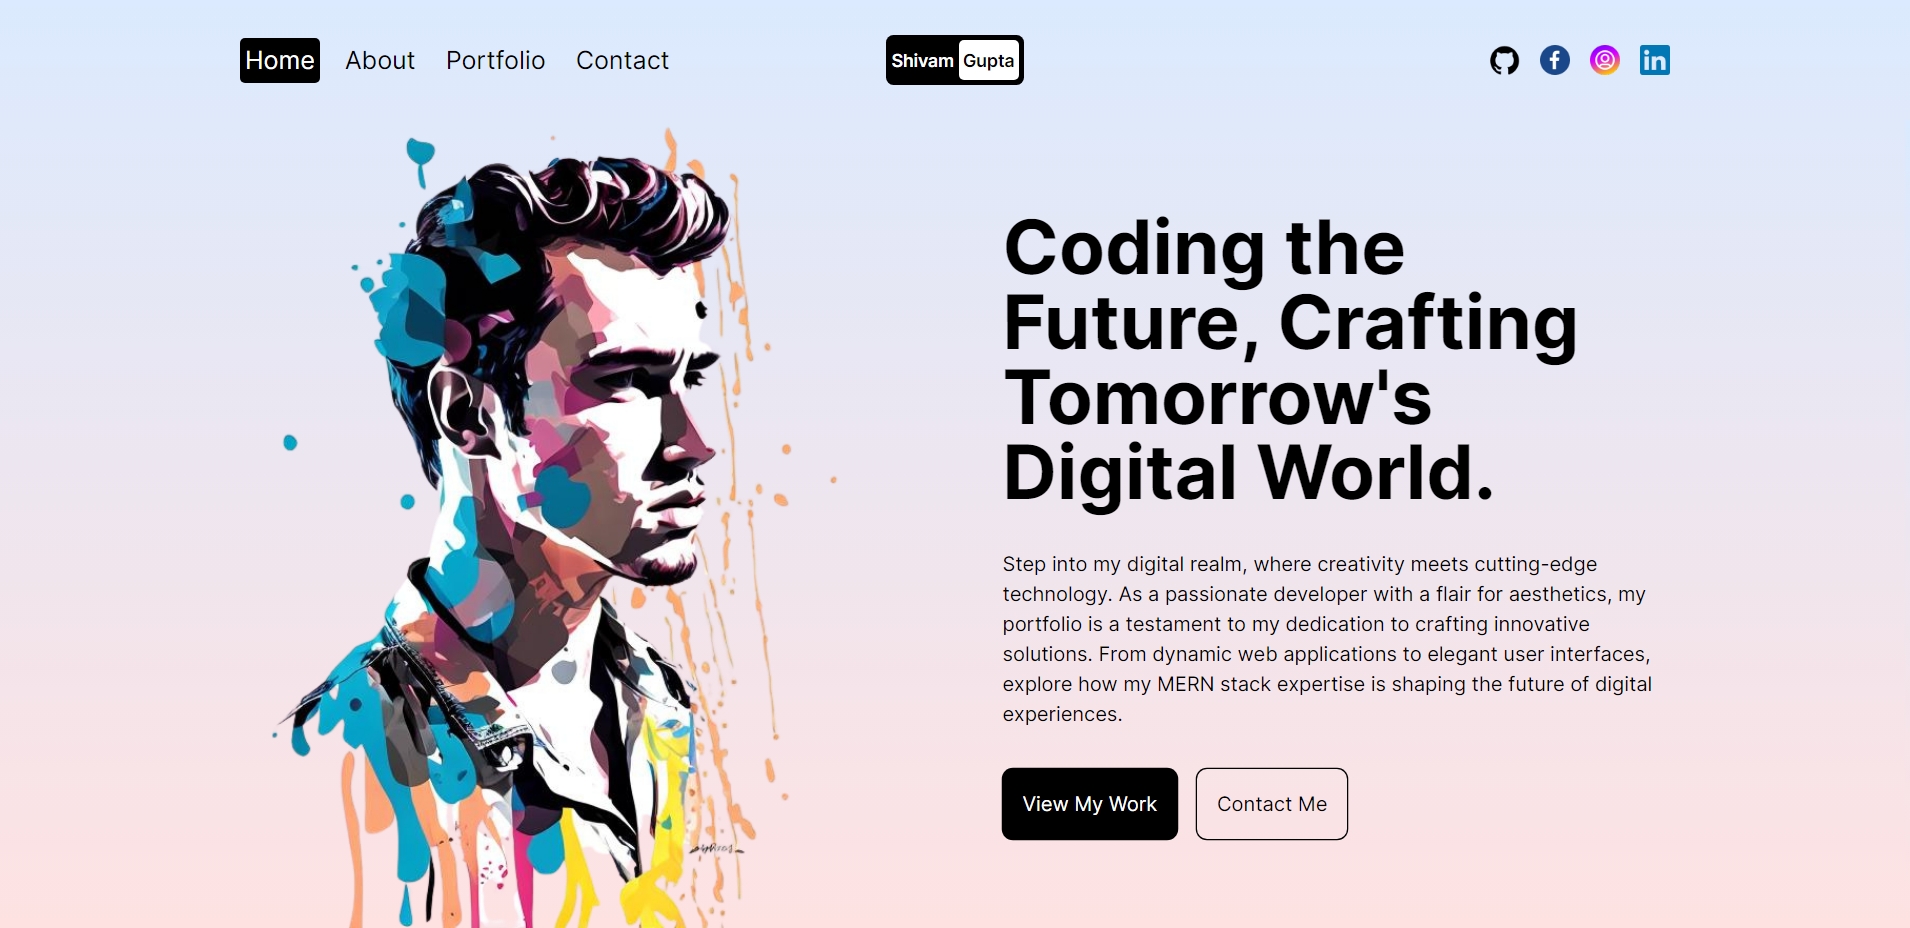 Home About Portfolio Contact
Shivam Gupta
Coding the
Future, Crafting
Tomorrow's
Digital World.
Step into my digital realm, where creativity meets cutting-edge
technology. As a passionate developer with a flair for aesthetics, my
portfolio is a testament to my dedication to crafting innovative
solutions. From dynamic web applications to elegant user interfaces,
explore how my MERN stack expertise is shaping the future of digital
experiences.
View My Work
Contact Me